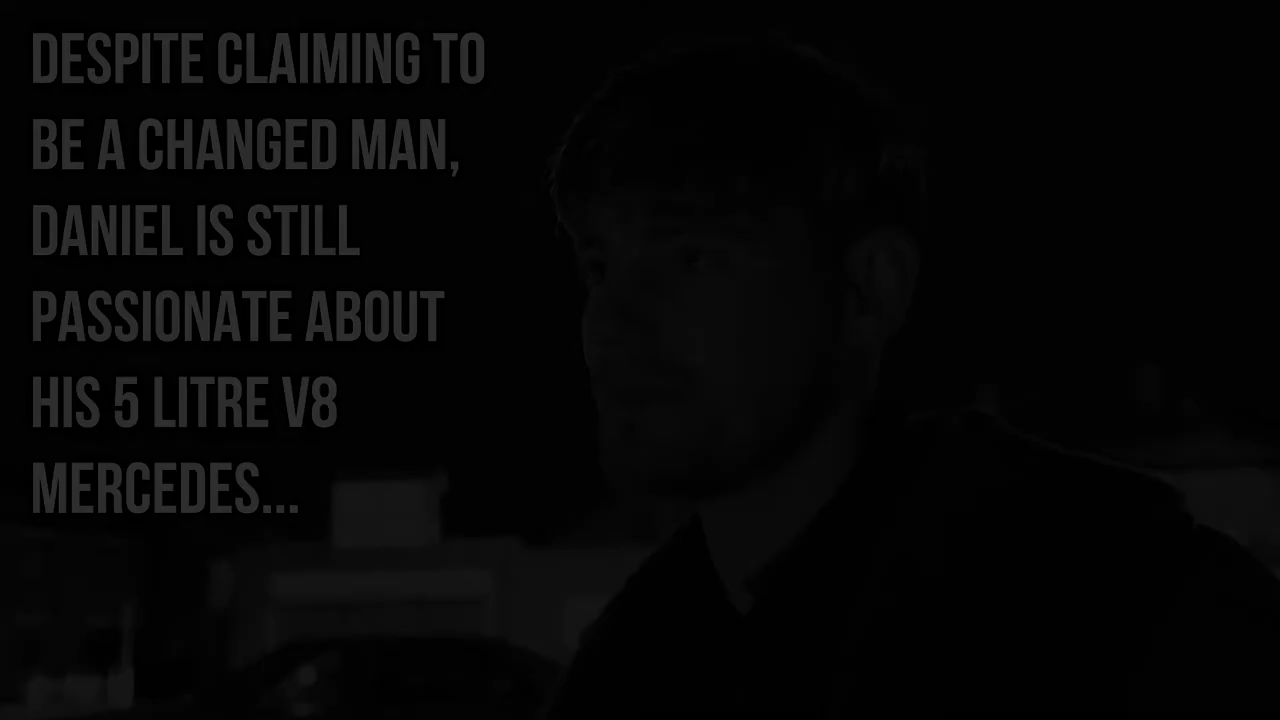 DESPITE CLAIMING TO
BE A CHANGED MAN,
DANIEL IS STILL
PASSIONATE ABOUT
HIS 5 LITRE V8
MERCEDES...